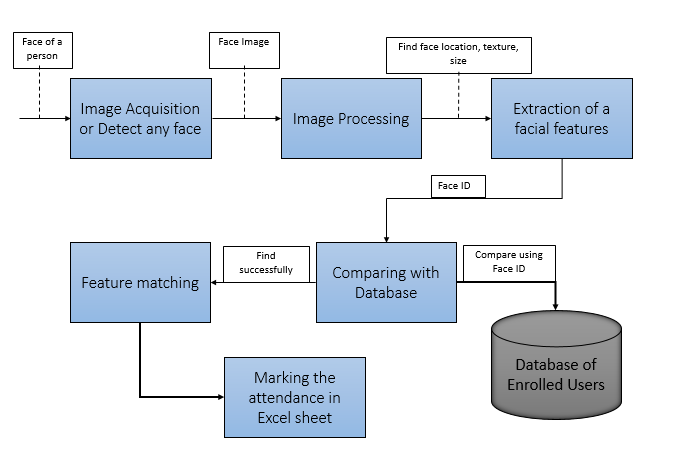 Face of a
person
Face Image
Find face location, texture,
size
Image Acquisition
or Detect any face
Image Processing
Extraction of a
facial features
Face ID
Feature matching
Find
successfully
Comparing with
Database
Compare using
Face ID
Database of
Enrolled Users
Marking the
attendance in
Excel sheet